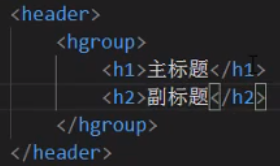 <header>
<hgroup>
<h1>主标题</h1>
<h2>副标题</h2>
</hgroup>
</header>